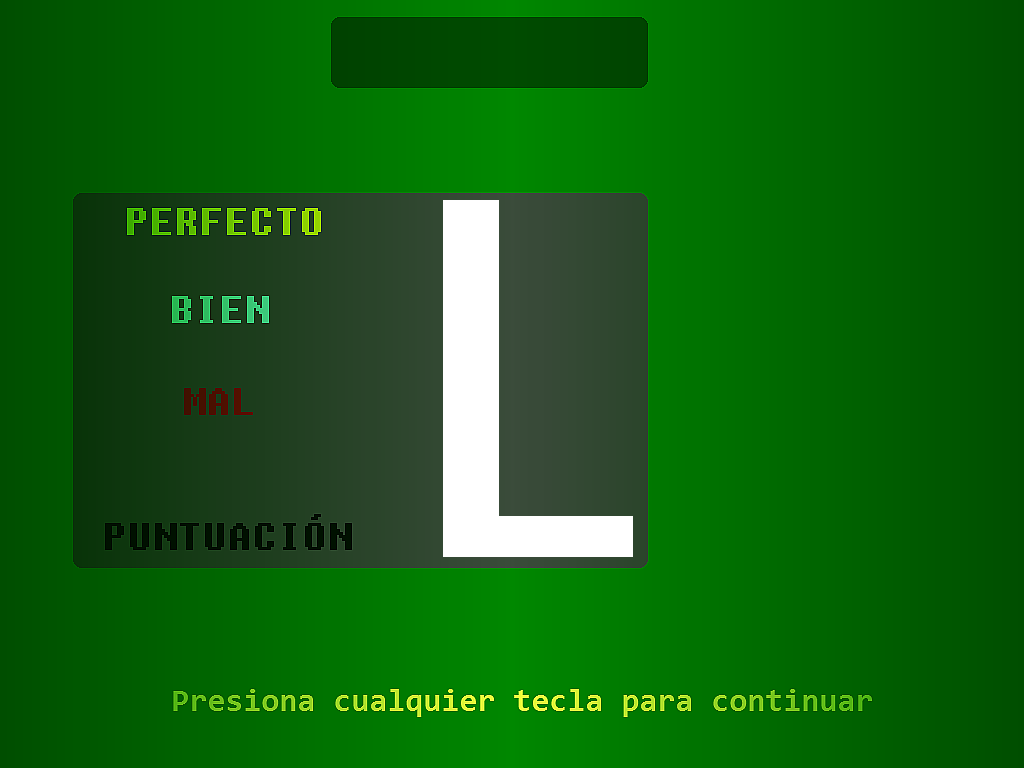 PERFECTO
BIEN
MAL
PUNTUACIÓN
L
Presiona cualquier tecla para continuar